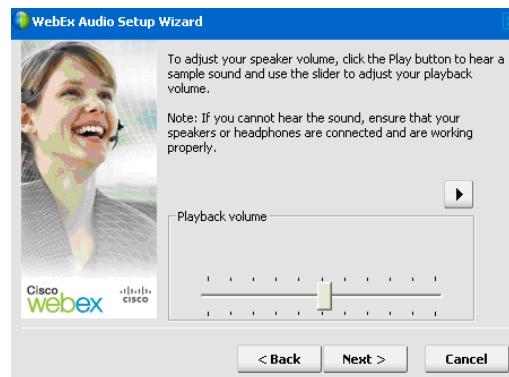 WebEx Audio Setup Wizard
To adjust your speaker volume, click the Play button to hear a
sample sound and use the slider to adjust your playback
volume.
Note: If you cannot hear the sound, ensure that your
speakers or headphones are connected and are working
properly.
Playback volume
Cisco
webex
CISCO
< Back
Next >
Cancel